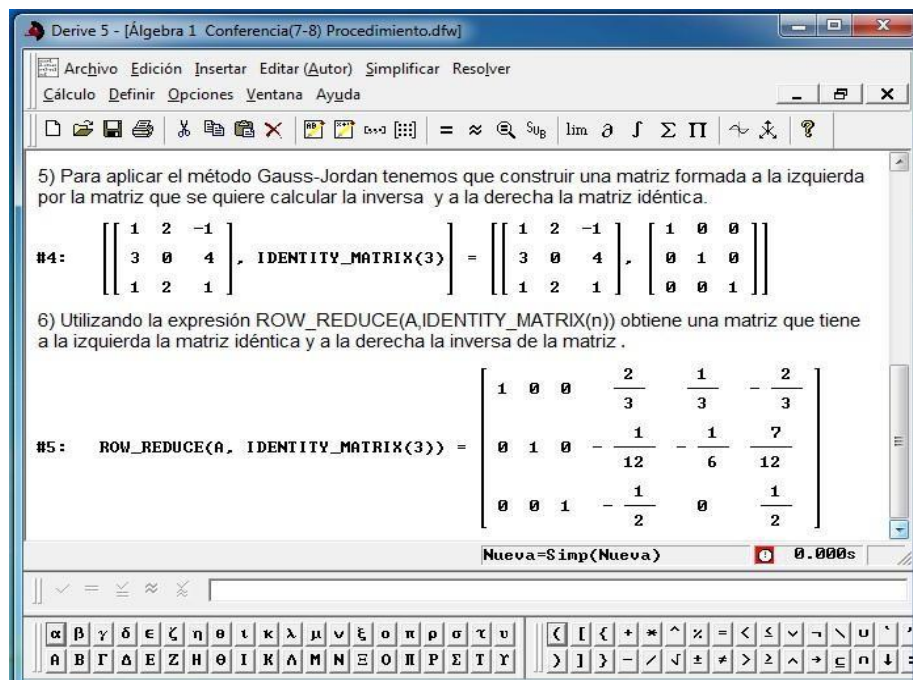 Derive 5 - [Álgebra 1 Conferencia(7-8) Procedimiento.dfw]
Archivo Edición Insertar Editar (Autor) Simplificar Resolver
Cálculo Definir Opciones Ventana Ayuda
= ≈ SUB lim ∂ ∫ Σ Π ?
5) Para aplicar el método Gauss-Jordan tenemos que construir una matriz formada a la izquierda
por la matriz que se quiere calcular la inversa y a la derecha la matriz idéntica.
#4: [[[1 2 -1; 3 0 4; 1 2 1], IDENTITY_MATRIX(3)]] = [[[1 2 -1; 3 0 4; 1 2 1], [1 0 0; 0 1 0; 0 0 1]]]
6) Utilizando la expresión ROW_REDUCE(A,IDENTITY_MATRIX(n)) obtiene una matriz que tiene
a la izquierda la matriz idéntica y a la derecha la inversa de la matriz .
#5: ROW_REDUCE(A, IDENTITY_MATRIX(3)) = [1 0 0 2/3 1/3 -2/3; 0 1 0 -1/12 -1/6 7/12; 0 0 1 -1/2 0 1/2]
Nueva=Simp(Nueva) 0.000s
α β γ δ ε ζ η θ ι κ λ μ ν ξ ο π ρ σ τ υ ( [ { + * ^ % = < ≤ ∨ ¬ \ ∪
Α Β Γ Δ Ε Ζ Η Θ Ι Κ Λ Μ Ν Ξ Ο Π Ρ Σ Τ Υ ) ] } - / √ ± ≠ > ≥ ∧ → ⊆ ∩ ↓